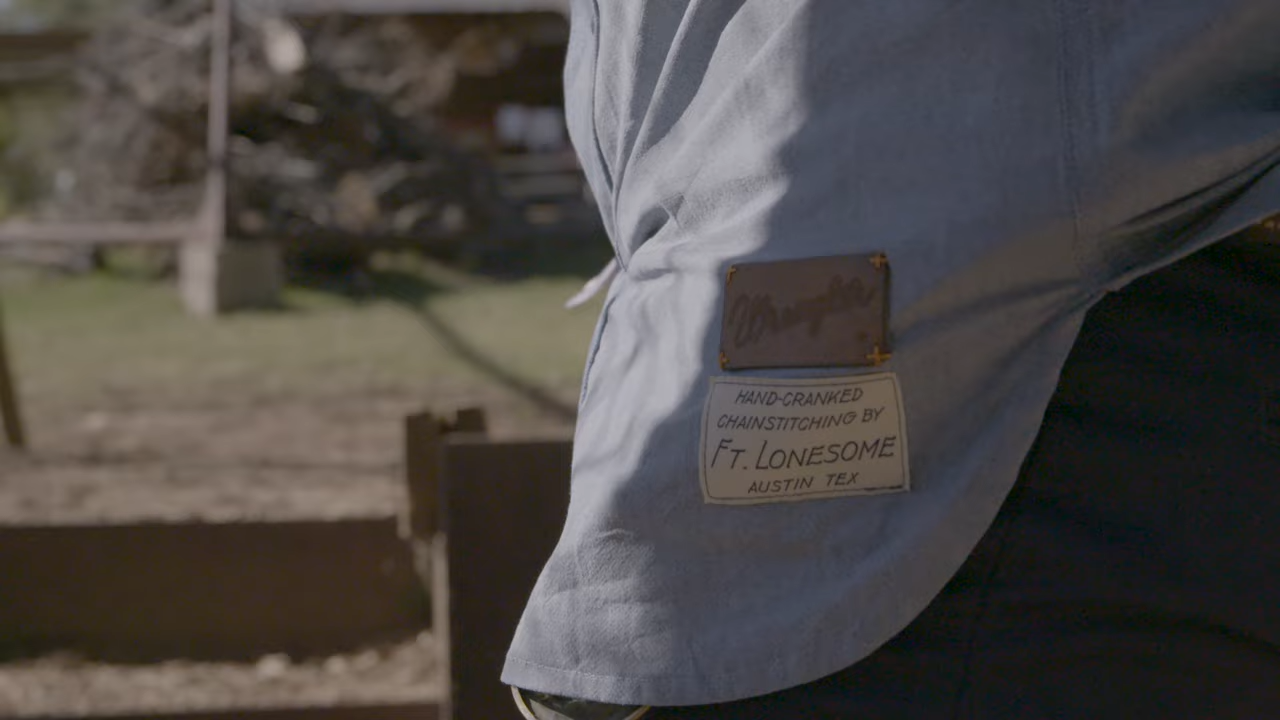 Wrangler
HAND-CRANKED
CHAINSTITCHING BY
FT. LONESOME
AUSTIN TEX